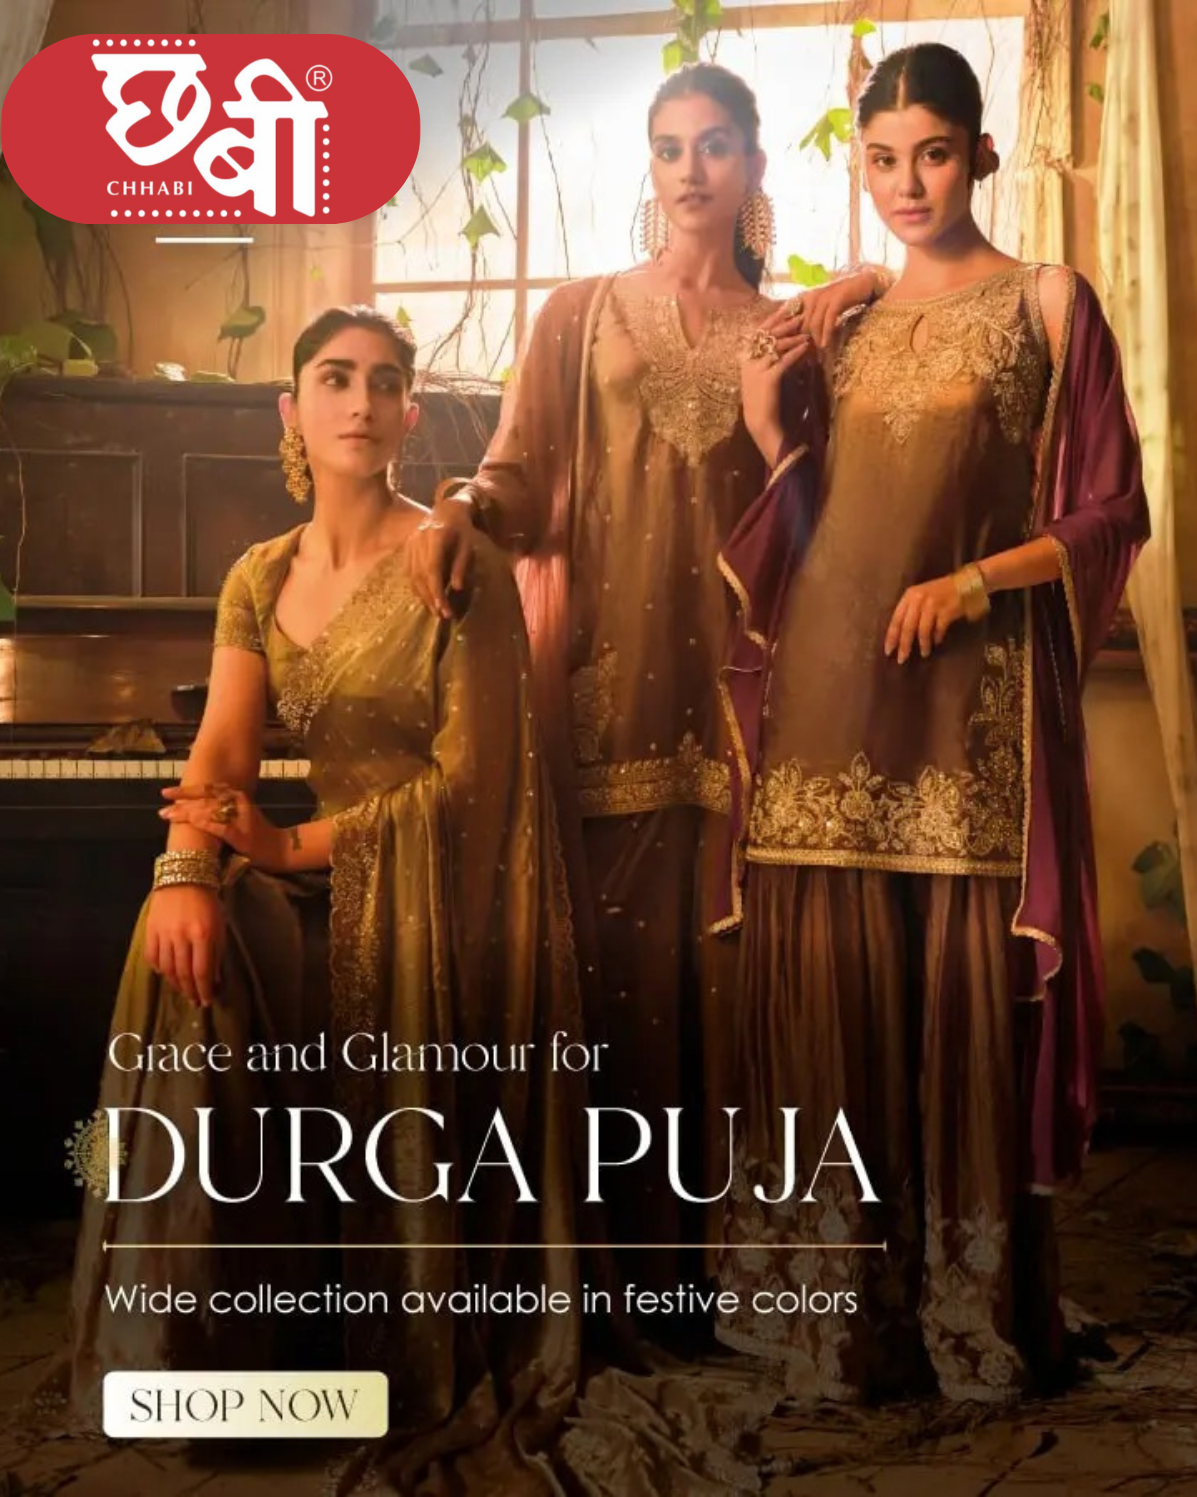 छबी®
CHHABI
Grace and Glamour for
DURGA PUJA
Wide collection available in festive colors
SHOP NOW